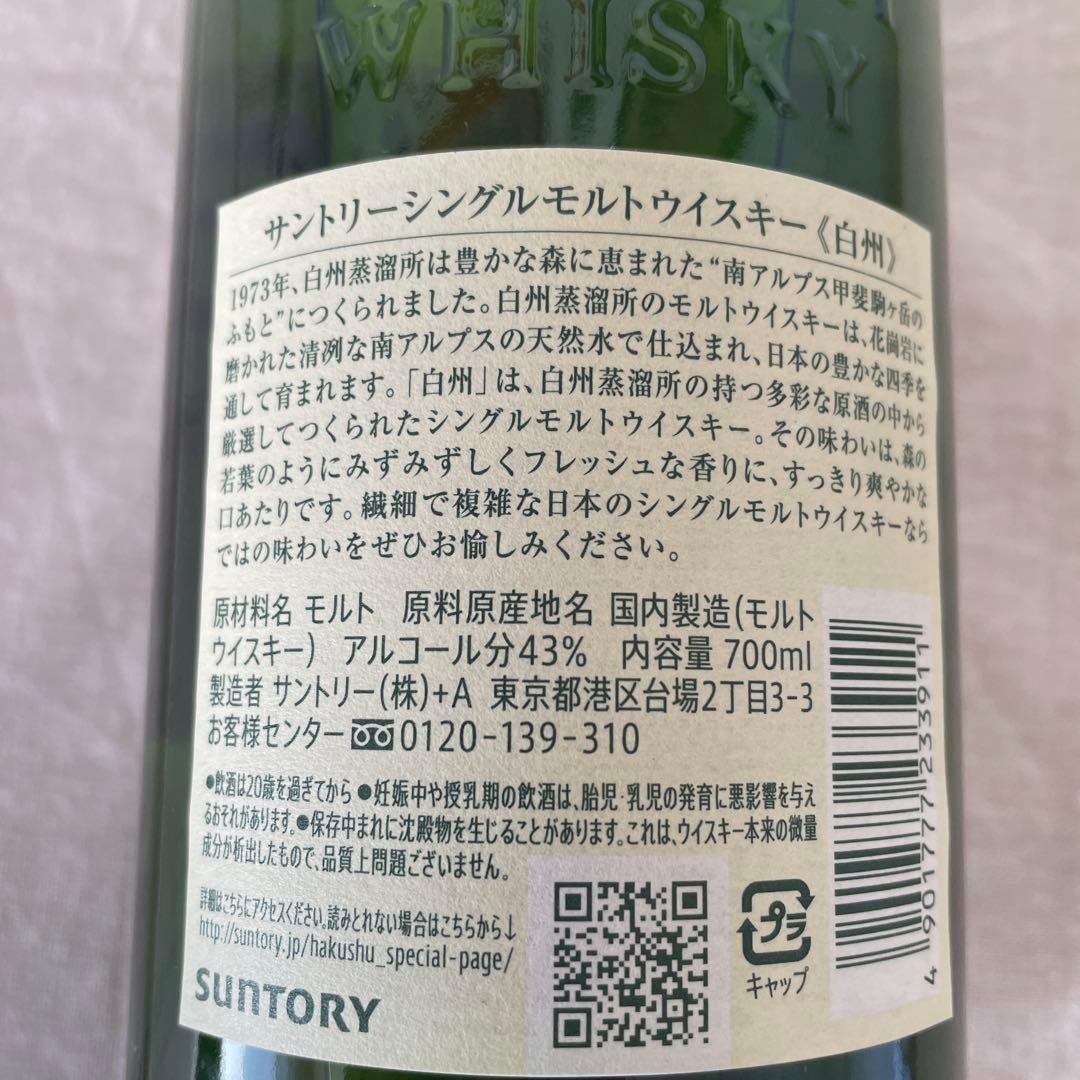 WHISKY
サントリーシングルモルトウイスキー《白州》
1973年、白州蒸溜所は豊かな森に恵まれた“南アルプス甲斐駒ヶ岳の
ふもと”につくられました。白州蒸溜所のモルトウイスキーは、花崗岩に
磨かれた清冽な南アルプスの天然水で仕込まれ、日本の豊かな四季を
通して育まれます。「白州」は、白州蒸溜所の持つ多彩な原酒の中から
厳選してつくられたシングルモルトウイスキー。その味わいは、森の
若葉のようにみずみずしくフレッシュな香りに、すっきり爽やかな
口あたりです。繊細で複雑な日本のシングルモルトウイスキーなら
ではの味わいをぜひお愉しみください。
原材料名 モルト 原料原産地名 国内製造(モルト
ウイスキー) アルコール分43% 内容量 700ml
製造者 サントリー(株)+A 東京都港区台場2丁目3-3
お客様センター 0120-139-310
●飲酒は20歳を過ぎてから ●妊娠中や授乳期の飲酒は、胎児・乳児の発育に悪影響を与え
るおそれがあります。●保存中まれに沈殿物を生じることがあります。これは、ウイスキー本来の微量
成分が析出したもので、品質上問題ございません。
詳細はこちらにアクセスください。読みとれない場合はこちらから↓
http://suntory.jp/hakushu_special-page/
SUNTORY
プラ
キャップ
4 901777 233911